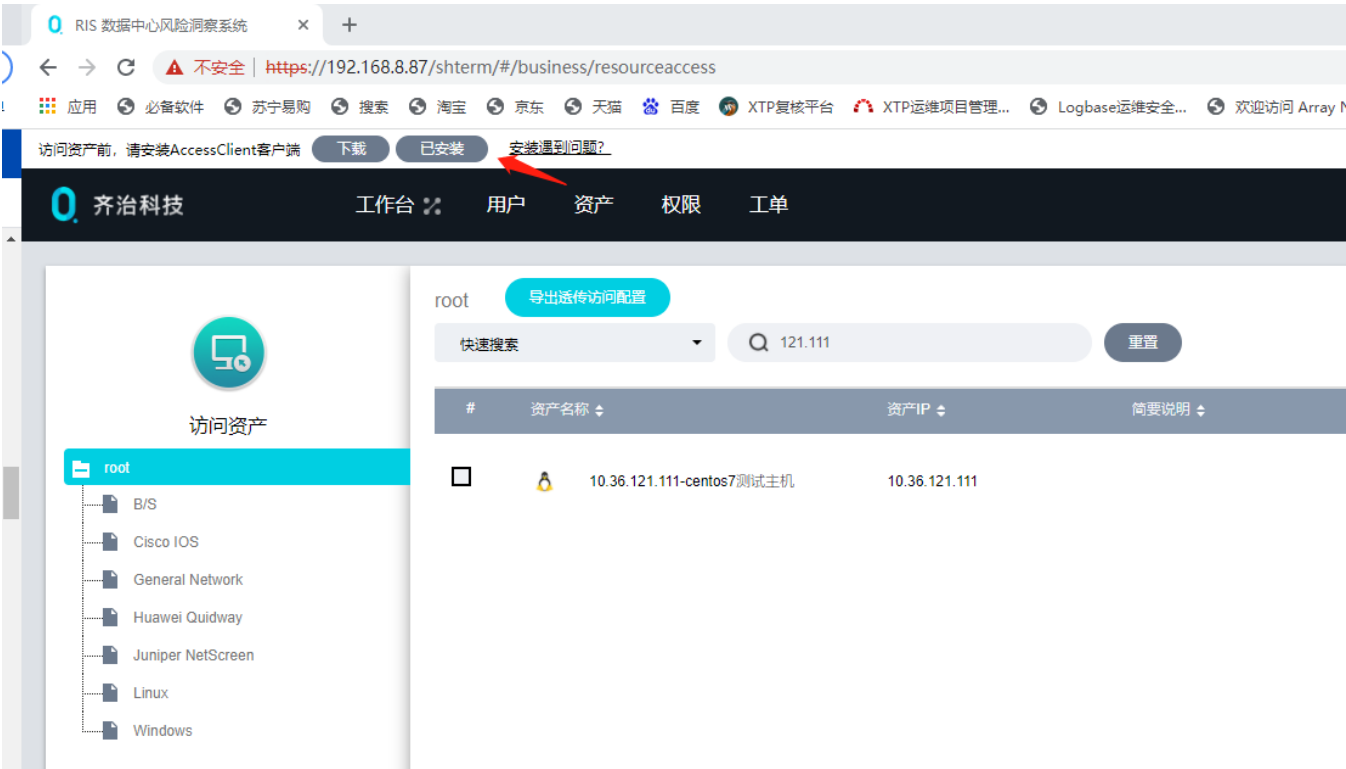 RIS 数据中心风险洞察系统
不安全 https://192.168.8.87/shterm/#/business/resourceaccess
应用 必备软件 苏宁易购 搜索 淘宝 京东 天猫 百度 XTP复核平台 XTP运维项目管理... Logbase运维安全... 欢迎访问 Array N
访问资产前，请安装AccessClient客户端 下载 已安装 安装遇到问题？
齐治科技 工作台 用户 资产 权限 工单
root 导出透传访问配置
快速搜索 121.111 重置
# 资产名称 资产IP 简要说明
访问资产
root
10.36.121.111-centos7测试主机 10.36.121.111
B/S
Cisco IOS
General Network
Huawei Quidway
Juniper NetScreen
Linux
Windows